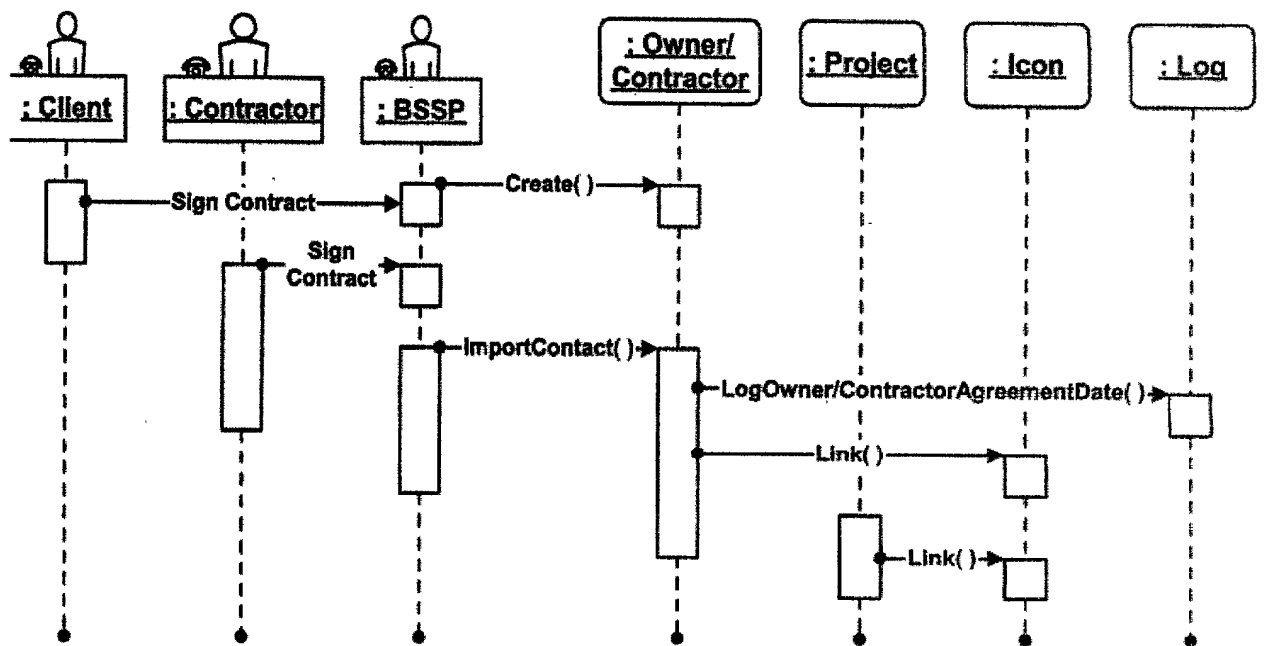 : Client
: Contractor
: BSSP
: Owner/
Contractor
: Project
: Icon
: Log
Sign Contract
Create( )
Sign
Contract
ImportContact( )
LogOwner/ContractorAgreementDate( )
Link( )
Link( )